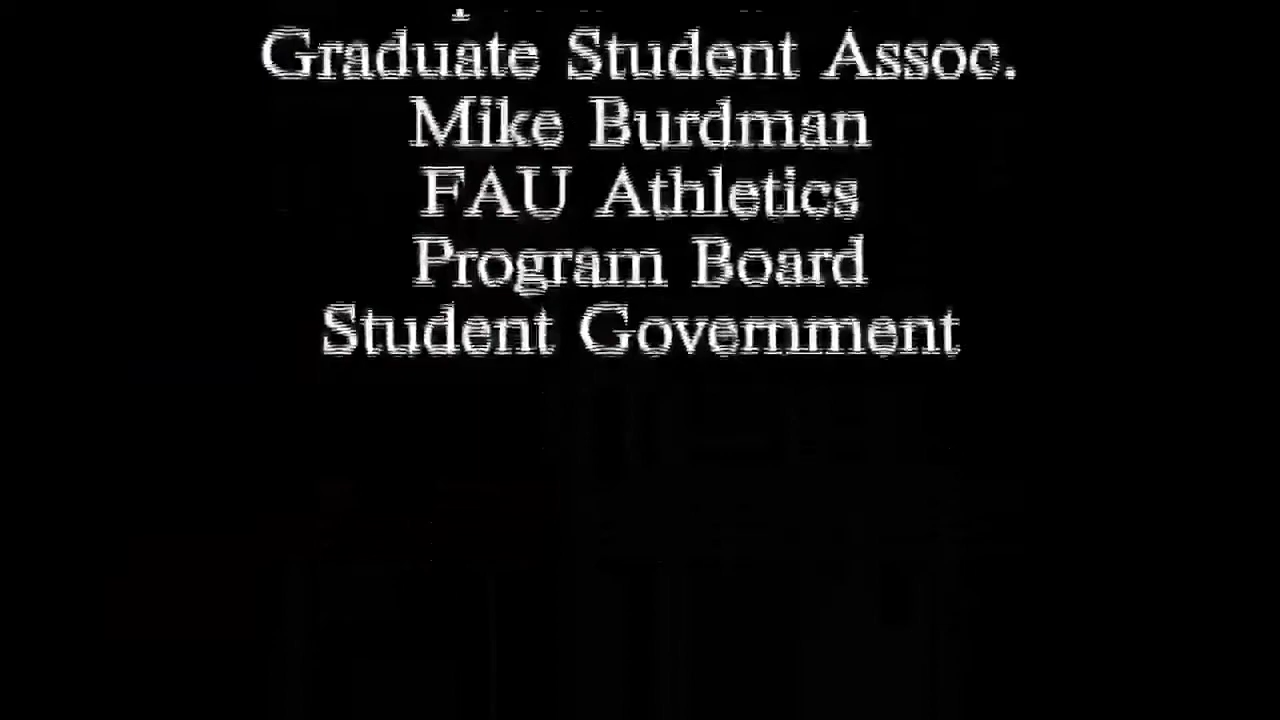 Graduate Student Assoc.
Mike Burdman
FAU Athletics
Program Board
Student Government